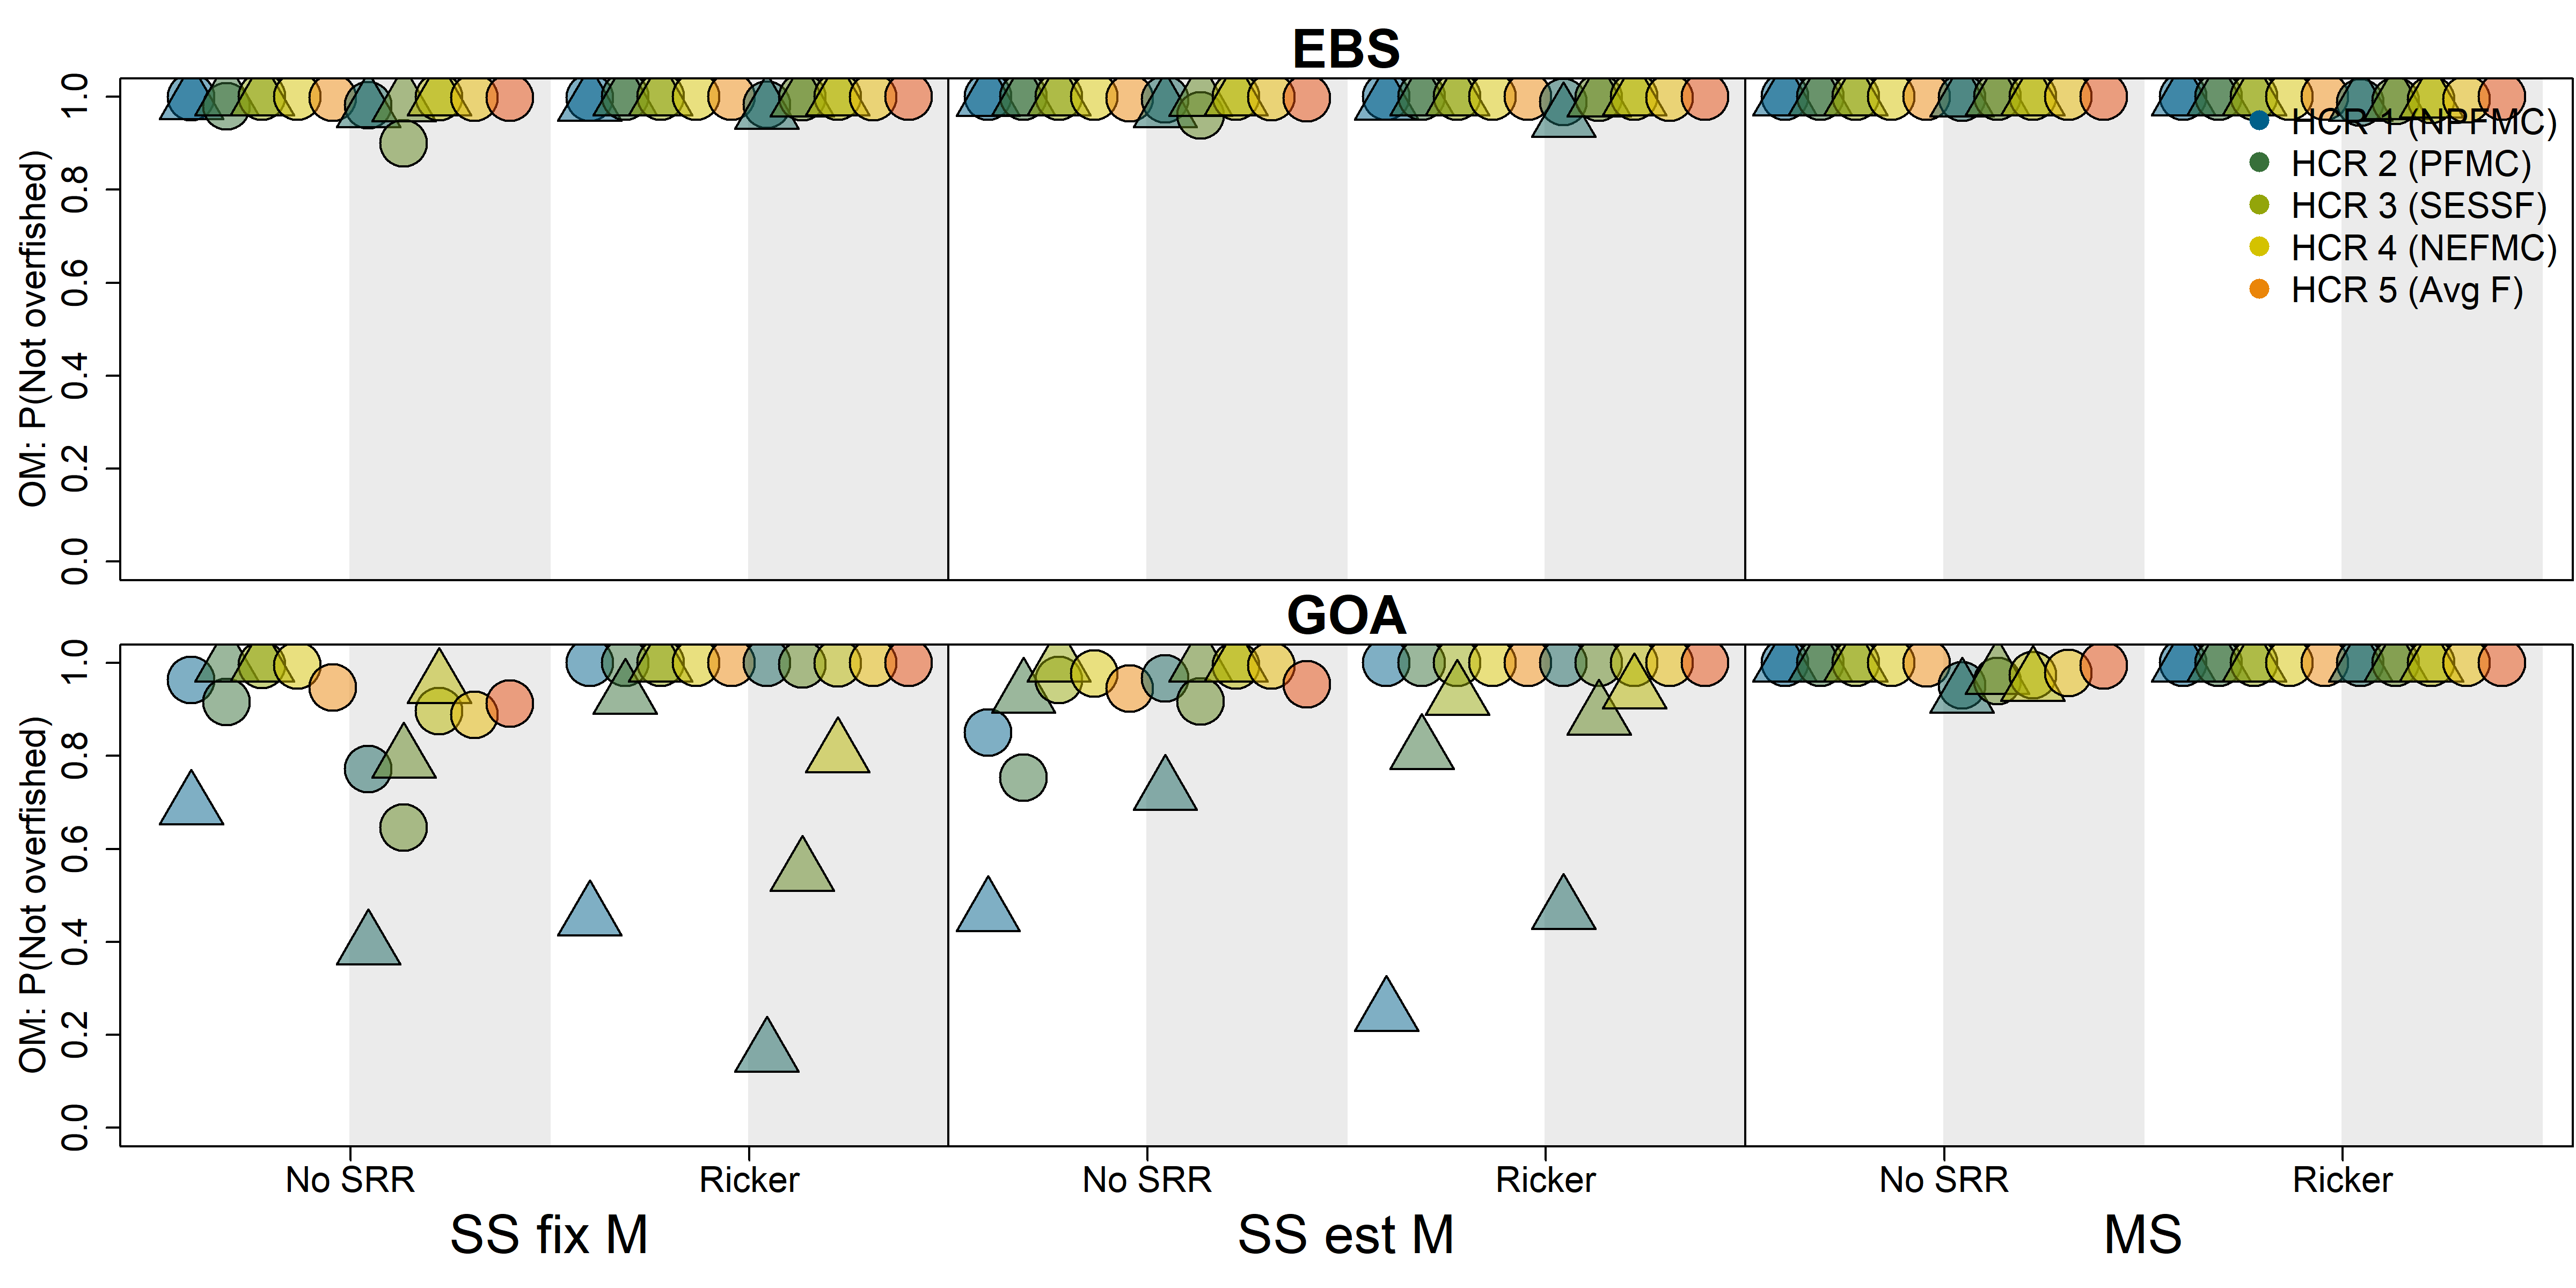 EBS
OM: P(Not overfished)
1.0
0.8
0.6
0.4
0.2
0.0
HCR 1 (NPFMC)
HCR 2 (PFMC)
HCR 3 (SESSF)
HCR 4 (NEFMC)
HCR 5 (Avg F)
GOA
OM: P(Not overfished)
1.0
0.8
0.6
0.4
0.2
0.0
No SRR Ricker No SRR Ricker No SRR Ricker
SS fix M SS est M MS